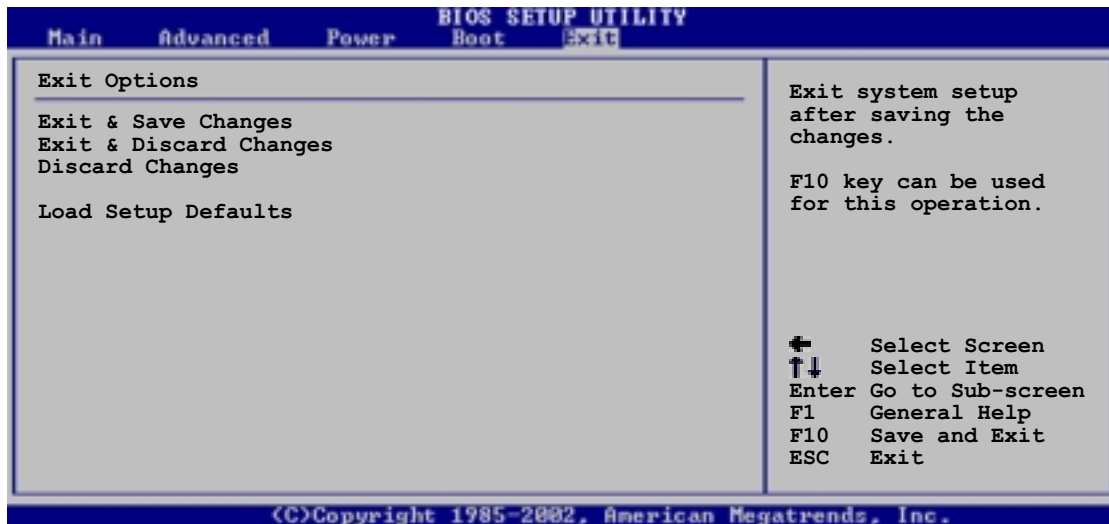 BIOS SETUP UTILITY
Main Advanced Power Boot Exit
Exit Options
Exit & Save Changes
Exit & Discard Changes
Discard Changes
Load Setup Defaults
Exit system setup
after saving the
changes.
F10 key can be used
for this operation.
← Select Screen
↑↓ Select Item
Enter Go to Sub-screen
F1 General Help
F10 Save and Exit
ESC Exit
(C)Copyright 1985-2002, American Megatrends, Inc.